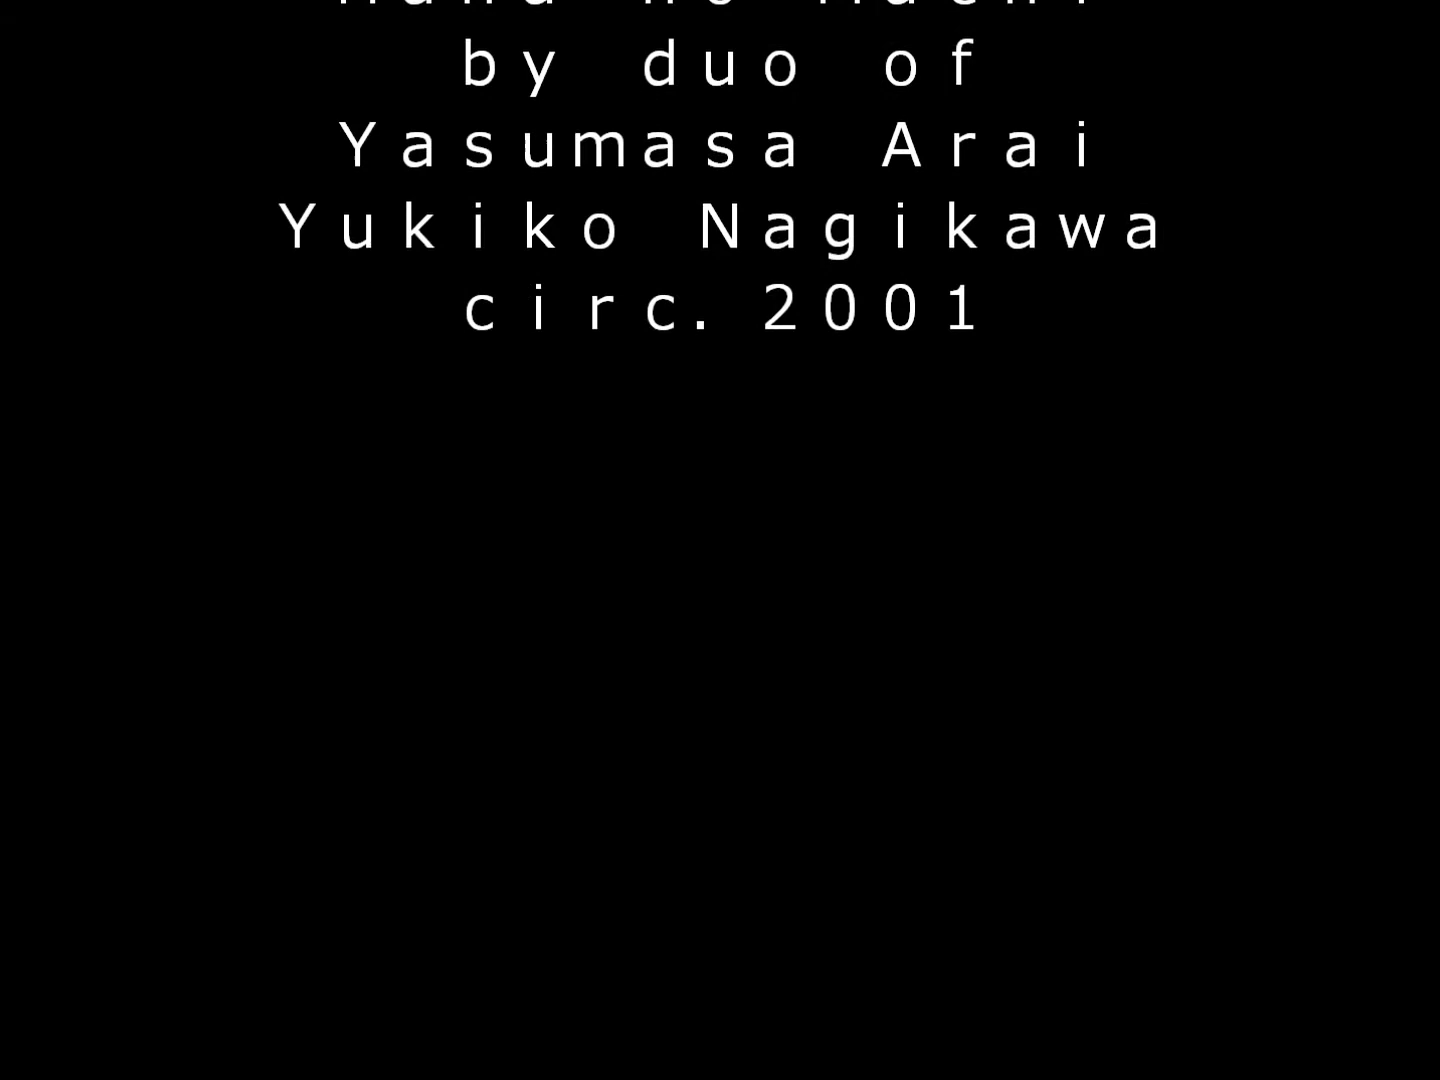 by duo of
Yasumasa Arai
Yukiko Nagikawa
circ. 2001